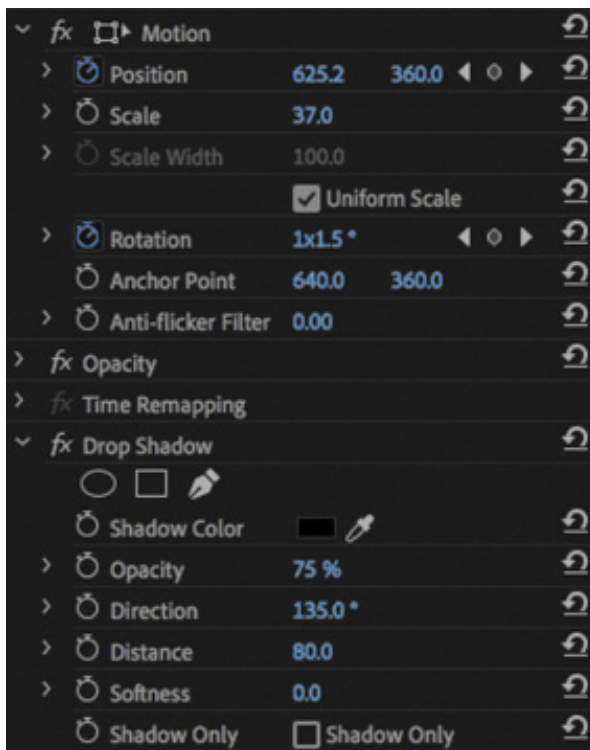 fx Motion
Position 625.2 360.0
Scale 37.0
Scale Width 100.0
Uniform Scale
Rotation 1x1.5 °
Anchor Point 640.0 360.0
Anti-flicker Filter 0.00
fx Opacity
fx Time Remapping
fx Drop Shadow
Shadow Color
Opacity 75 %
Direction 135.0 °
Distance 80.0
Softness 0.0
Shadow Only Shadow Only